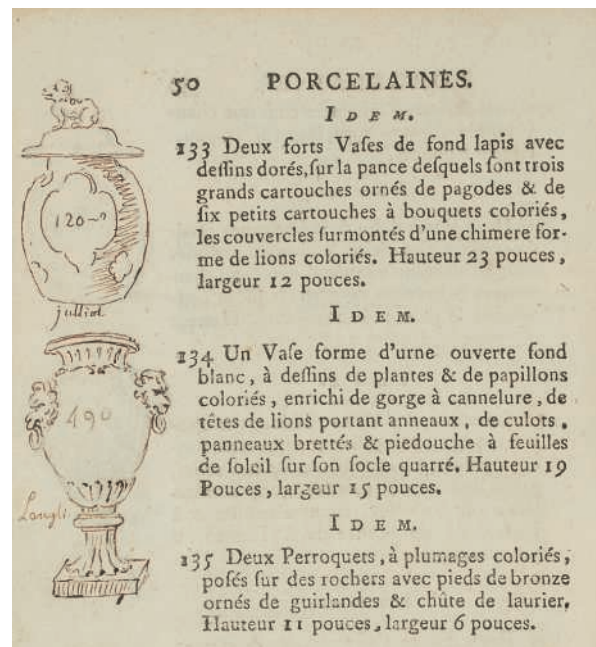 50 PORCELAINES.
IDEM.
133 Deux forts Vaſes de fond lapis avec
deſſins dorés, ſur la pance deſquels ſont trois
grands cartouches ornés de pagodes & de
ſix petits cartouches à bouquets coloriés,
les couvercles ſurmontés d'une chimere for-
me de lions coloriés. Hauteur 23 pouces,
largeur 12 pouces.
IDEM.
134 Un Vaſe forme d'urne ouverte fond
blanc, à deſſins de plantes & de papillons
coloriés, enrichi de gorge à cannelure, de
têtes de lions portant anneaux, de culots,
panneaux brettés & piedouche à feuilles
de ſoleil ſur ſon ſocle quarré. Hauteur 19
Pouces, largeur 15 pouces.
IDEM.
135 Deux Perroquets, à plumages coloriés,
poſés ſur des rochers avec pieds de bronze
ornés de guirlandes & chûte de laurier.
Hauteur 11 pouces, largeur 6 pouces.
120
julliot
490